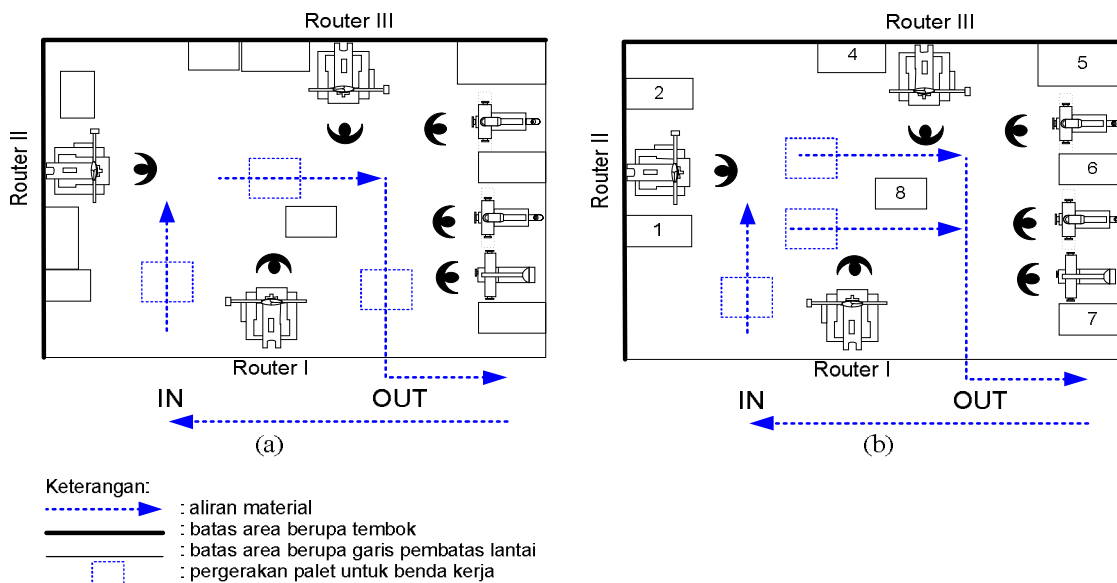 Router III
Router II
Router I
IN
OUT
(a)
Router III
4
5
2
Router II
6
8
1
7
Router I
IN
OUT
(b)
Keterangan:
: aliran material
: batas area berupa tembok
: batas area berupa garis pembatas lantai
: pergerakan palet untuk benda kerja